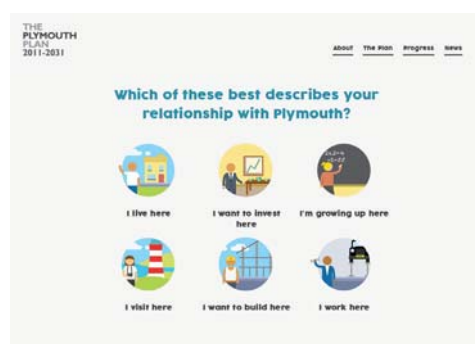 THE
PLYMOUTH
PLAN
2011-2031
About The Plan Progress News
Which of these best describes your
relationship with Plymouth?
I live here
I want to invest
here
I'm growing up here
I visit here
I want to build here
I work here